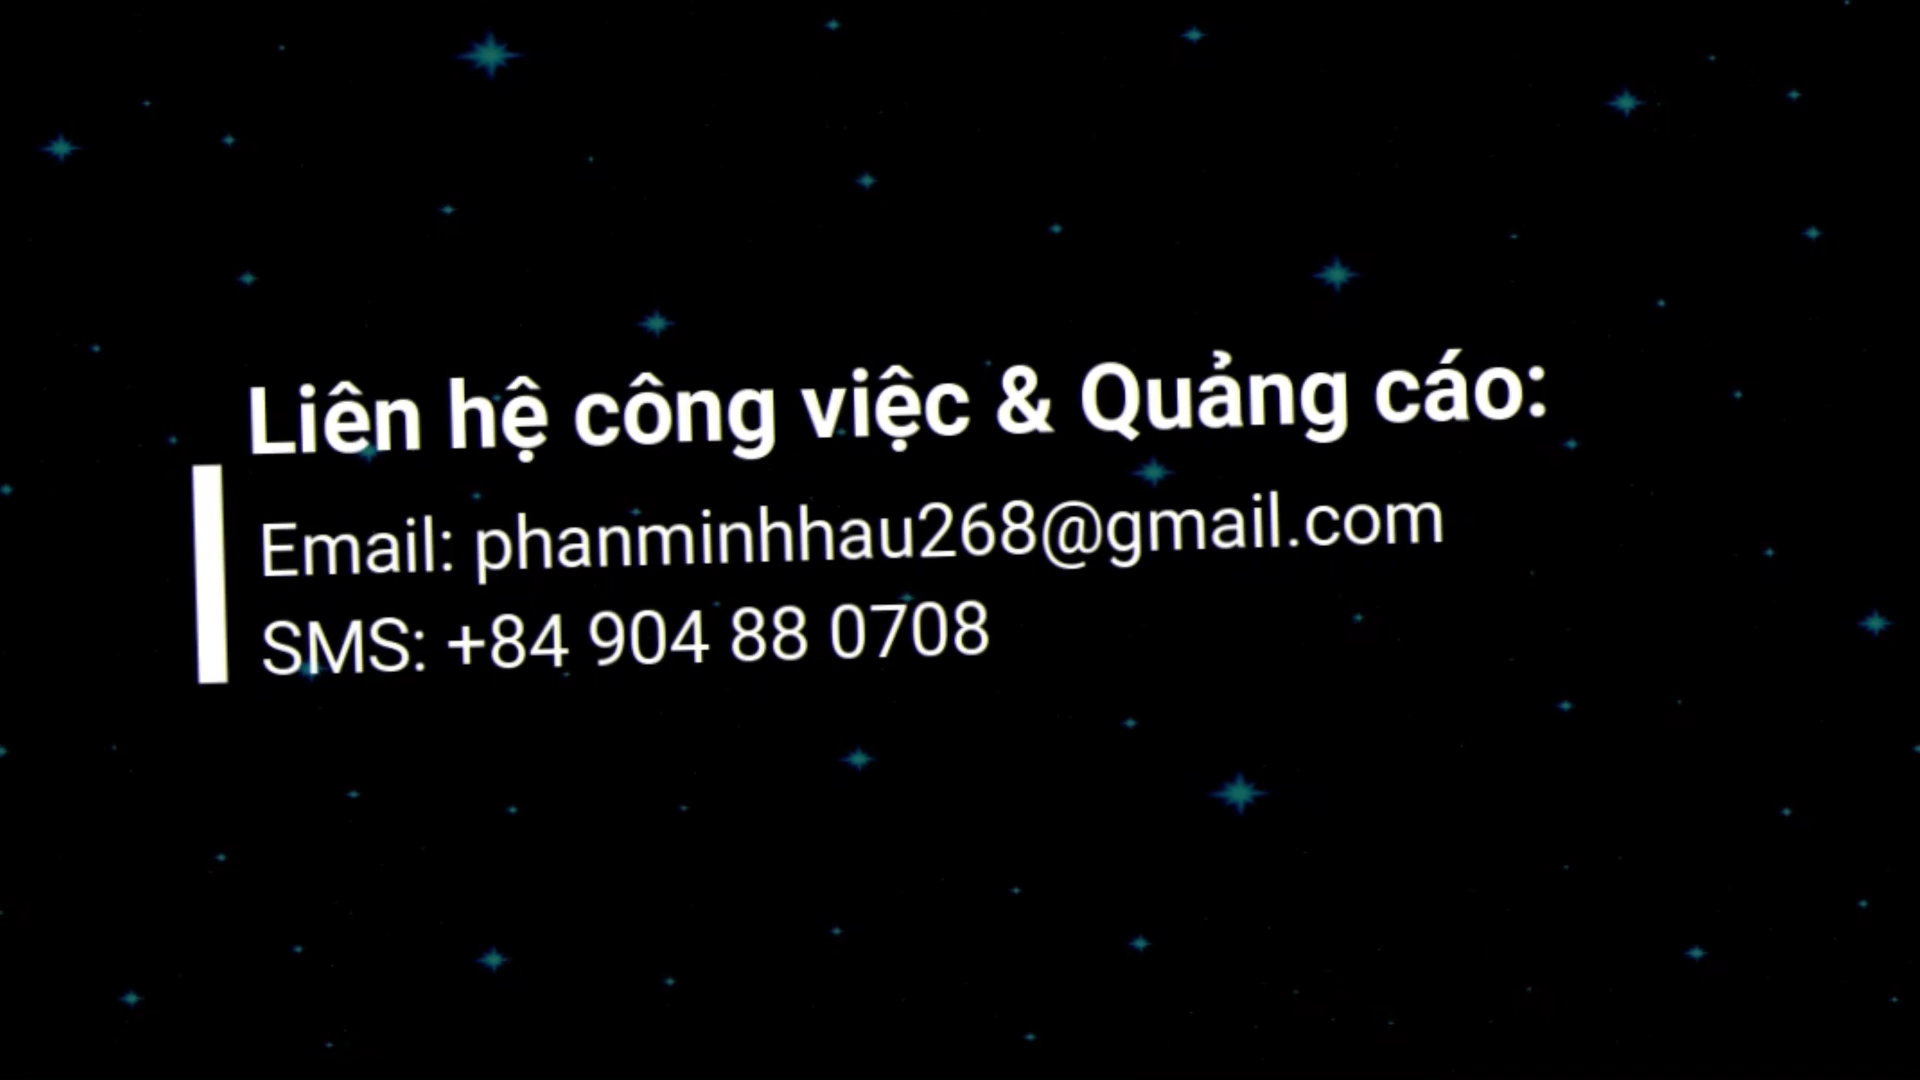 Liên hệ công việc & Quảng cáo:
Email: phanminhhau268@gmail.com
SMS: +84 904 88 0708